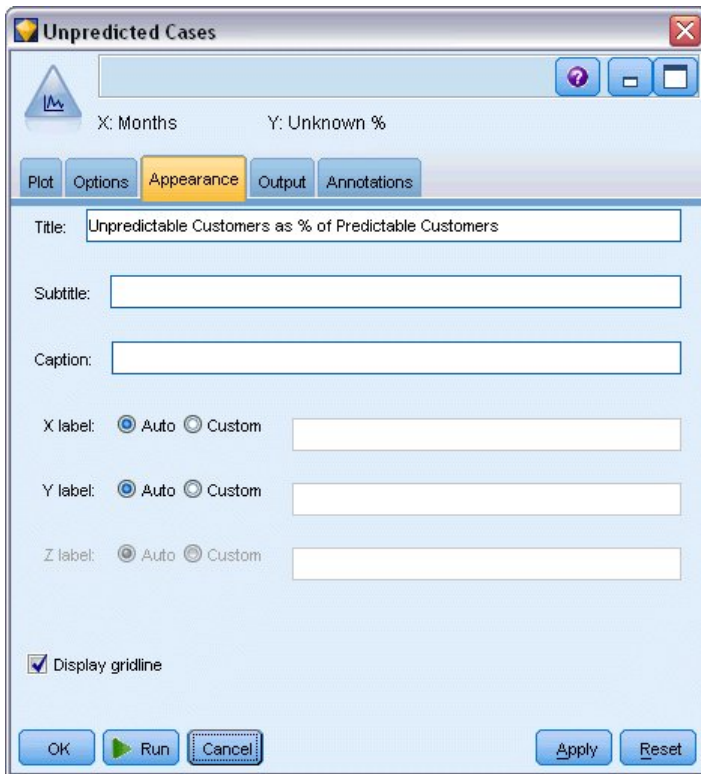 Unpredicted Cases
X: Months Y: Unknown %
Plot Options Appearance Output Annotations
Title: Unpredictable Customers as % of Predictable Customers
Subtitle:
Caption:
X label: Auto Custom
Y label: Auto Custom
Z label: Auto Custom
Display gridline
OK Run Cancel Apply Reset